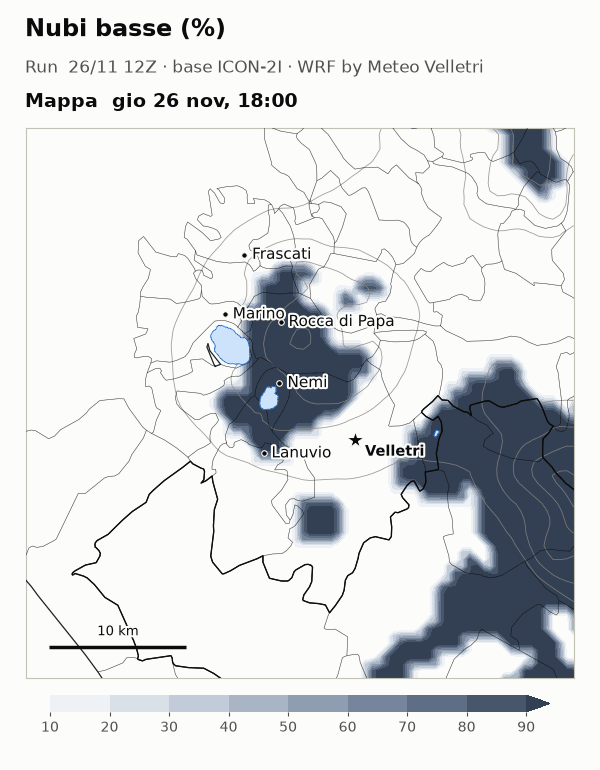 Nubi basse (%)
Run 26/11 12Z · base ICON-2I · WRF by Meteo Velletri
Mappa gio 26 nov, 18:00
Frascati
Marino
Rocca di Papa
Nemi
Velletri
Lanuvio
10 km
10 20 30 40 50 60 70 80 90